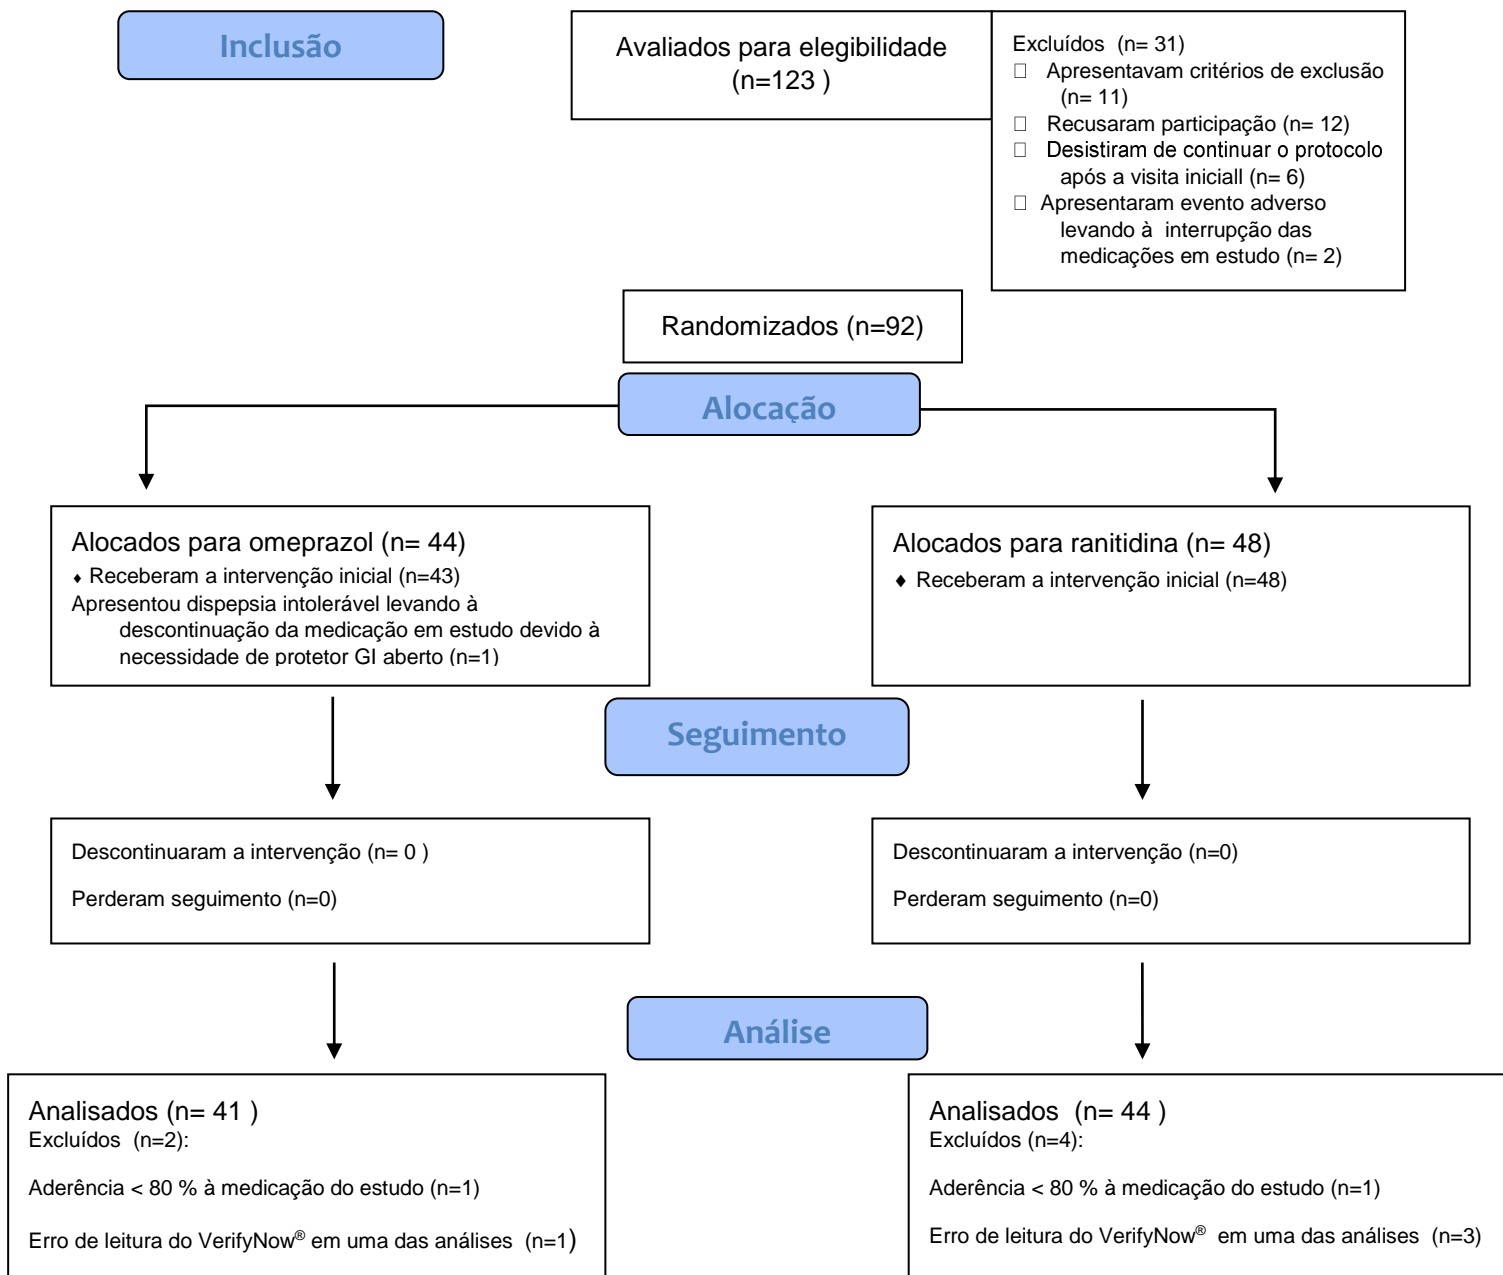 Inclusão
Avaliados para elegibilidade
(n=123 )
Excluídos (n= 31)
□ Apresentavam critérios de exclusão
(n= 11)
□ Recusaram participação (n= 12)
□ Desistiram de continuar o protocolo
após a visita iniciall (n= 6)
□ Apresentaram evento adverso
levando à interrupção das
medicações em estudo (n= 2)
Randomizados (n=92)
Alocação
Alocados para omeprazol (n= 44)
♦ Receberam a intervenção inicial (n=43)
Apresentou dispepsia intolerável levando à
descontinuação da medicação em estudo devido à
necessidade de protetor GI aberto (n=1)
Alocados para ranitidina (n= 48)
♦ Receberam a intervenção inicial (n=48)
Seguimento
Descontinuaram a intervenção (n= 0 )
Perderam seguimento (n=0)
Descontinuaram a intervenção (n=0)
Perderam seguimento (n=0)
Análise
Analisados (n= 41 )
Excluídos (n=2):
Aderência < 80 % à medicação do estudo (n=1)
Erro de leitura do VerifyNow® em uma das análises (n=1)
Analisados (n= 44 )
Excluídos (n=4):
Aderência < 80 % à medicação do estudo (n=1)
Erro de leitura do VerifyNow® em uma das análises (n=3)